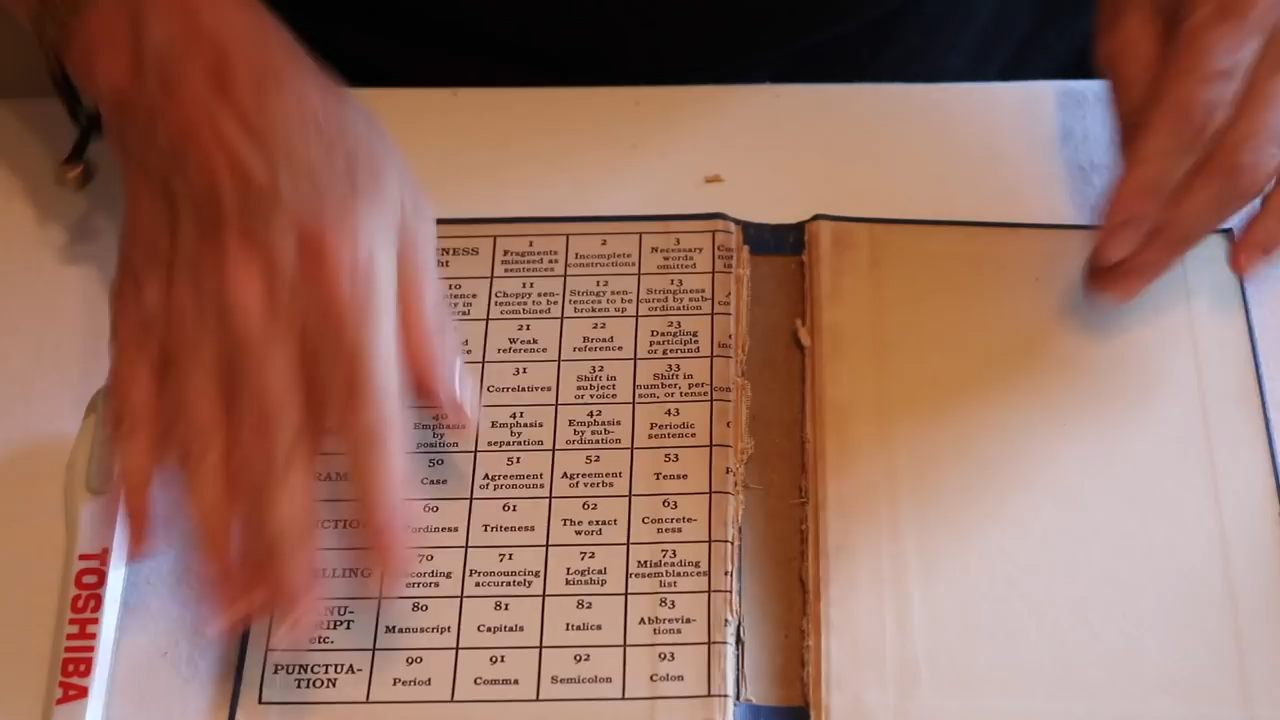 1
Fragments
misused as
sentences
2
Incomplete
constructions
3
Necessary
words
omitted
10
11
Choppy sen-
tences to be
combined
12
Stringy sen-
tences to be
broken up
13
Stringiness
cured by sub-
ordination
21
Weak
reference
22
Broad
reference
23
Dangling
participle
or gerund
31
Correlatives
32
Shift in
subject
or voice
33
Shift in
number, per-
son, or tense
40
Emphasis
by
position
41
Emphasis
by
separation
42
Emphasis
by sub-
ordination
43
Periodic
sentence
50
Case
51
Agreement
of pronouns
52
Agreement
of verbs
53
Tense
60
61
Triteness
62
The exact
word
63
Concrete-
ness
70
errors
71
Pronouncing
accurately
72
Logical
kinship
73
Misleading
resemblances
list
etc.
80
Manuscript
81
Capitals
82
Italics
83
Abbrevia-
tions
PUNCTUA-
TION
90
Period
91
Comma
92
Semicolon
93
Colon
TOSHIBA